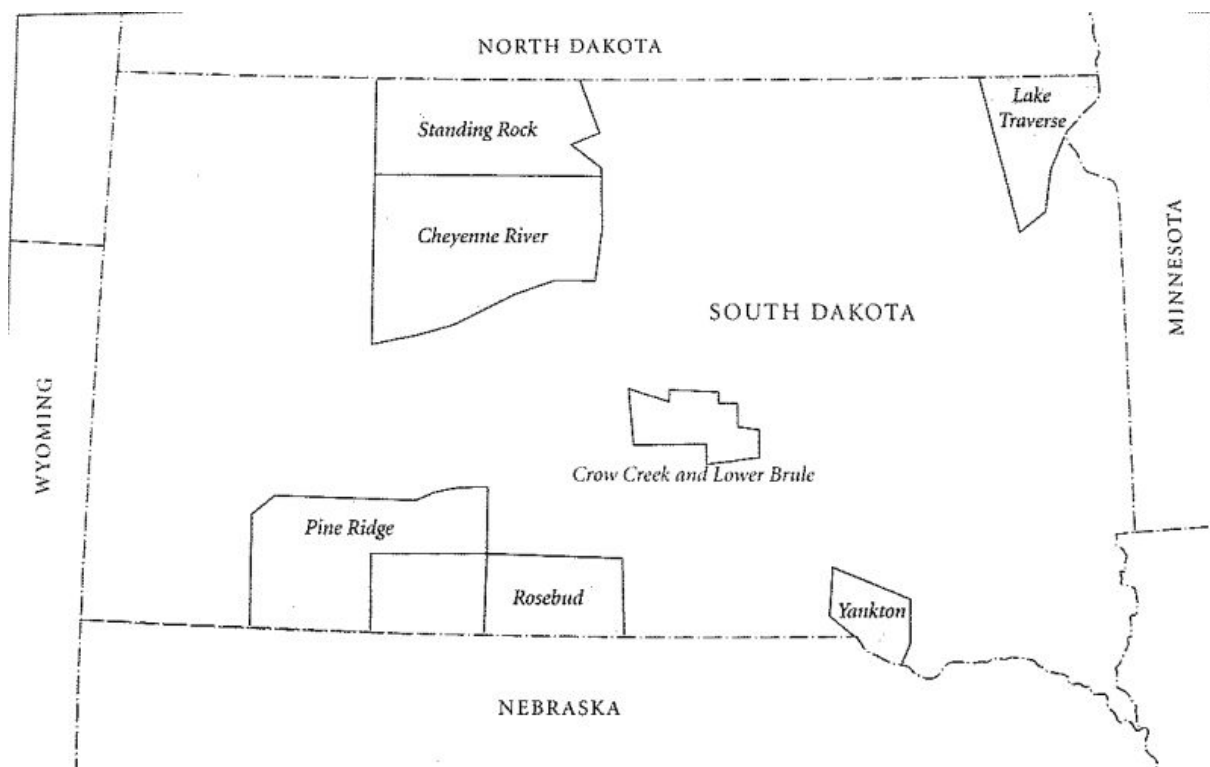 NORTH DAKOTA
Lake
Traverse
Standing Rock
Cheyenne River
MINNESOTA
SOUTH DAKOTA
WYOMING
Crow Creek and Lower Brule
Pine Ridge
Rosebud
Yankton
NEBRASKA